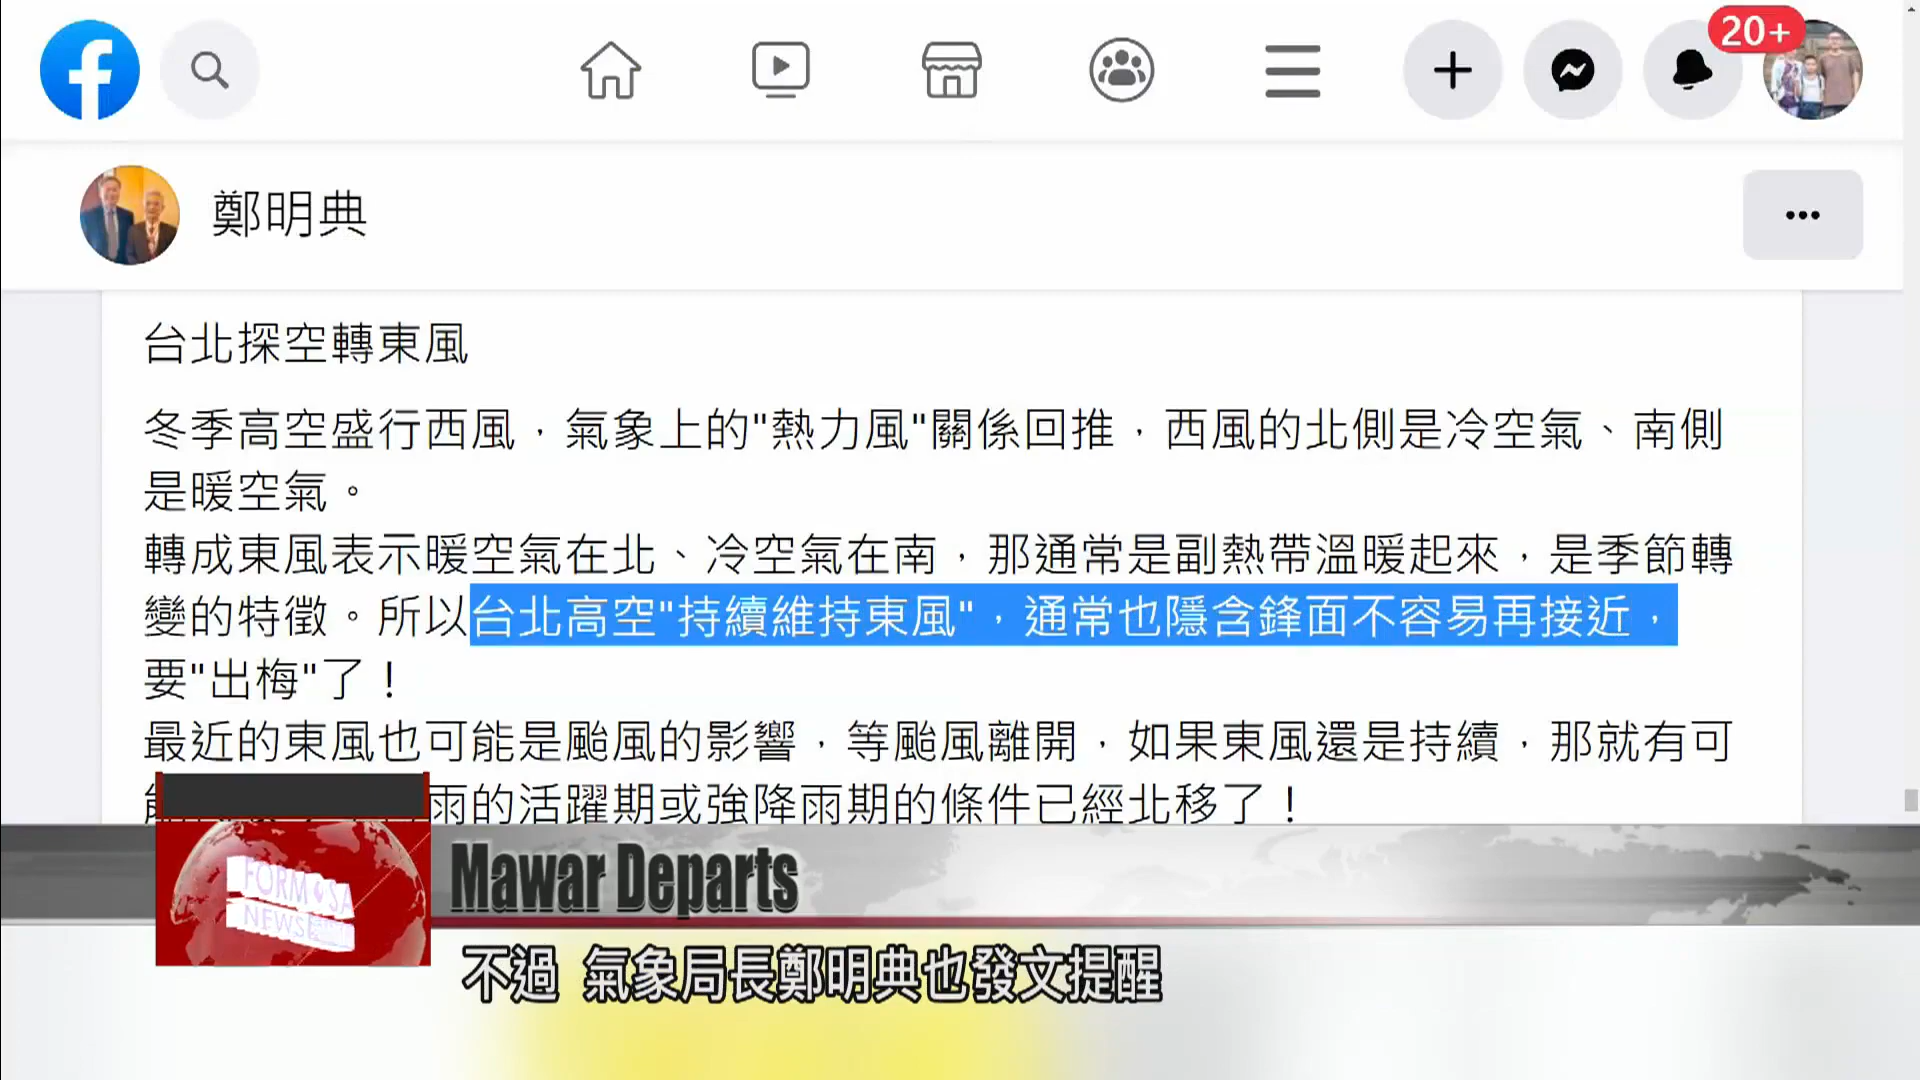 20+
鄭明典
台北探空轉東風
冬季高空盛行西風，氣象上的"熱力風"關係回推，西風的北側是冷空氣、南側
是暖空氣。
轉成東風表示暖空氣在北、冷空氣在南，那通常是副熱帶溫暖起來，是季節轉
變的特徵。所以台北高空"持續維持東風"，通常也隱含鋒面不容易再接近，
要"出梅"了！
最近的東風也可能是颱風的影響，等颱風離開，如果東風還是持續，那就有可
雨的活躍期或強降雨期的條件已經北移了！
Mawar Departs
FORMOSA
NEWS
不過 氣象局長鄭明典也發文提醒